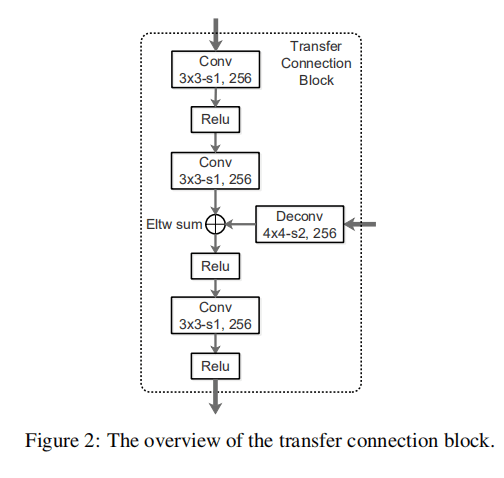 Transfer
Connection
Block
Conv
3x3-s1, 256
Relu
Conv
3x3-s1, 256
Eltw sum
Deconv
4x4-s2, 256
Relu
Conv
3x3-s1, 256
Relu
Figure 2: The overview of the transfer connection block.